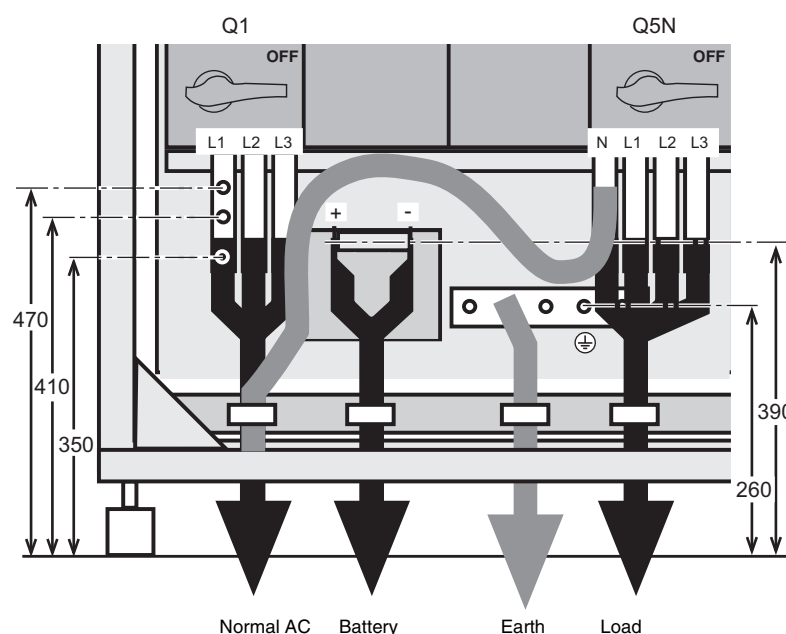 Q1
Q5N
OFF
OFF
L1 L2 L3
N L1 L2 L3
+ -
470
410
350
390
260
Normal AC
Battery
Earth
Load